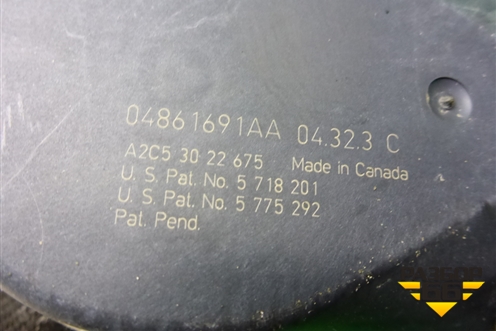 04861691AA 04.32.3 C
A2C5 30 22 675 Made in Canada
U. S. Pat. No. 5 718 201
U. S. Pat. No. 5 775 292
Pat. Pend.